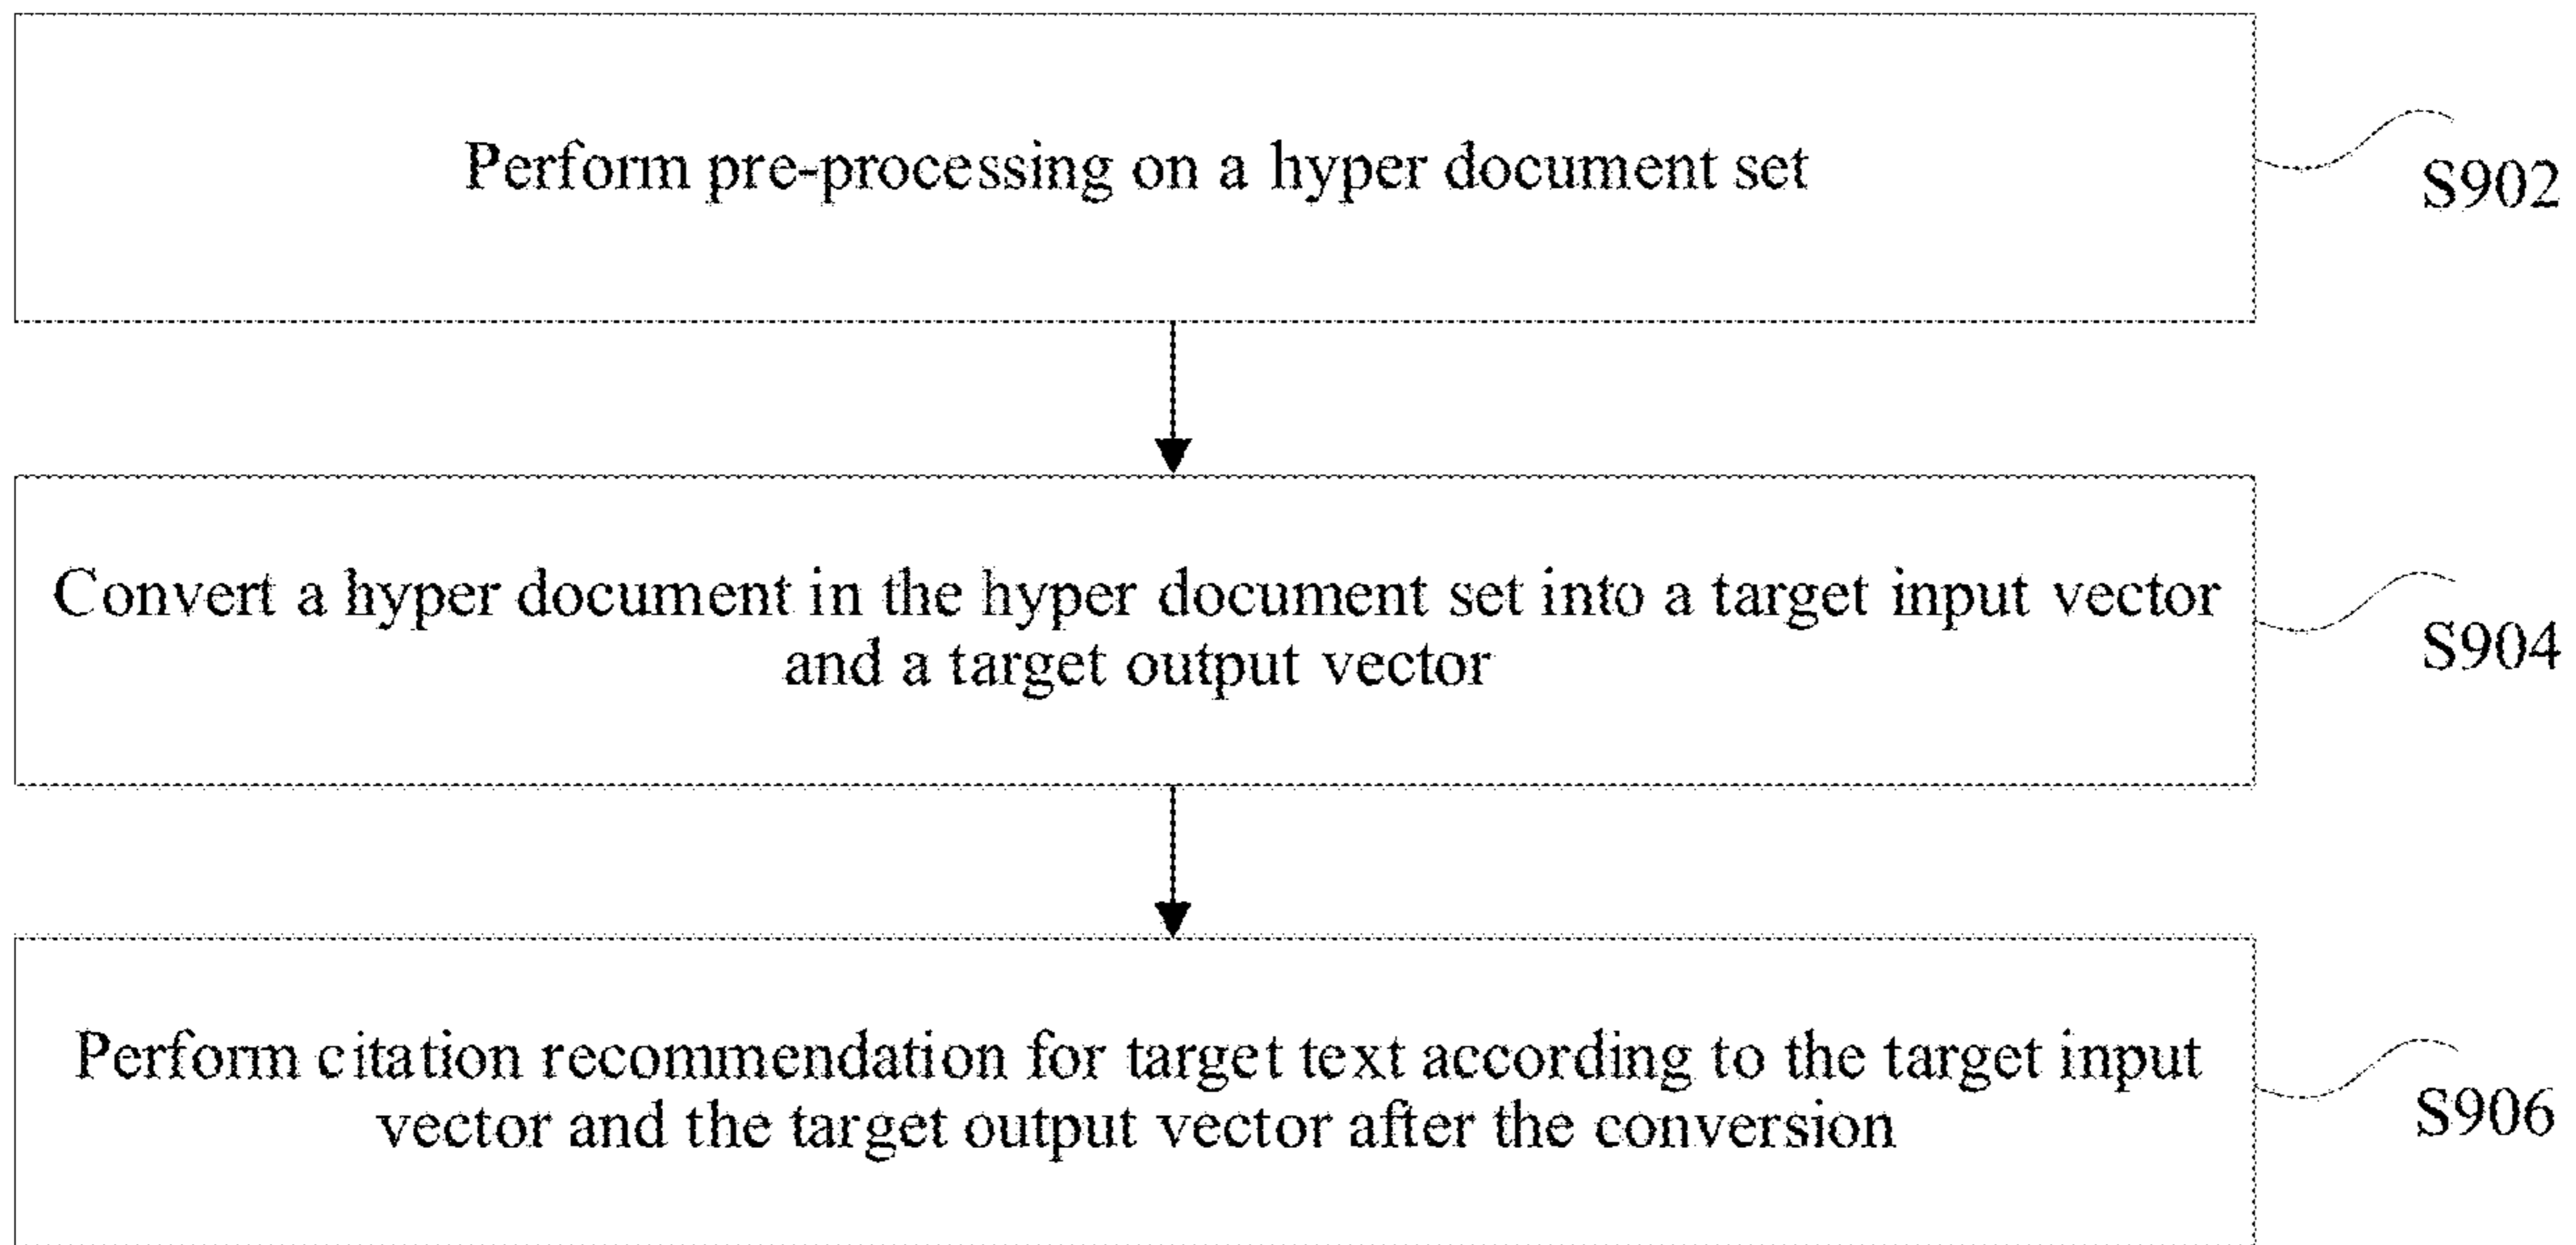 Perform pre-processing on a hyper document set
S902
Convert a hyper document in the hyper document set into a target input vector
and a target output vector
S904
Perform citation recommendation for target text according to the target input
vector and the target output vector after the conversion
S906